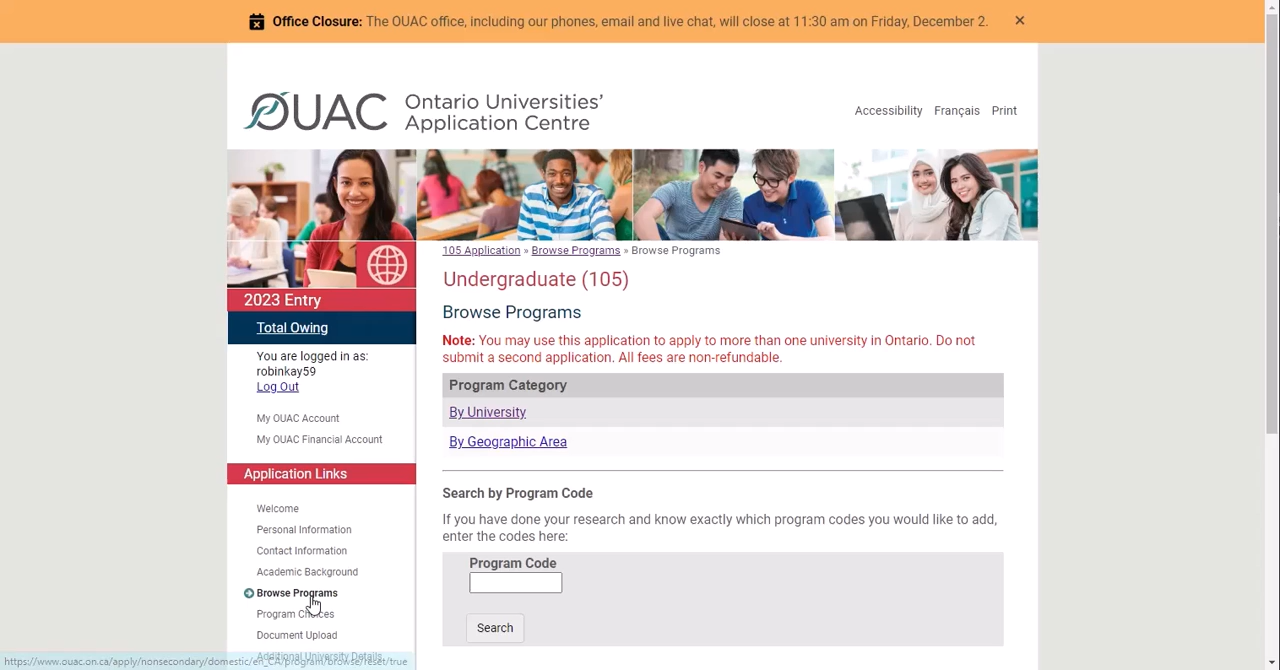 Office Closure: The OUAC office, including our phones, email and live chat, will close at 11:30 am on Friday, December 2. ×
OUAC Ontario Universities'
Application Centre
Accessibility Français Print
105 Application » Browse Programs » Browse Programs
Undergraduate (105)
2023 Entry
Total Owing
You are logged in as:
robinkay59
Log Out
My OUAC Account
My OUAC Financial Account
Application Links
Welcome
Personal Information
Contact Information
Academic Background
Browse Programs
Program Choices
Document Upload
Additional University Details
https://www.ouac.on.ca/apply/nonsecondary/domestic/en_CA/program/browse/reset/true
Browse Programs
Note: You may use this application to apply to more than one university in Ontario. Do not
submit a second application. All fees are non-refundable.
Program Category
By University
By Geographic Area
Search by Program Code
If you have done your research and know exactly which program codes you would like to add,
enter the codes here:
Program Code
Search